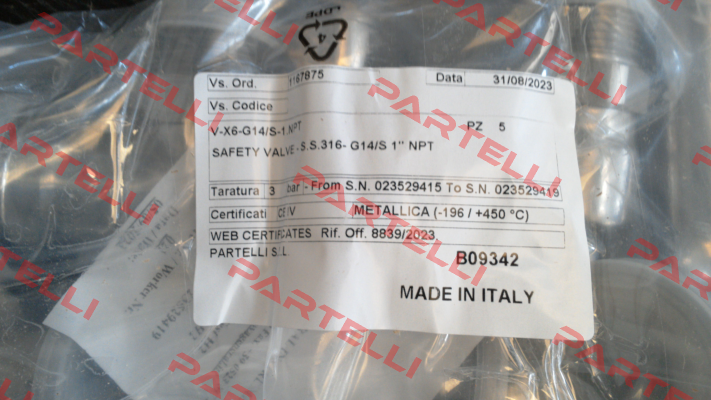 LDPE
4
Vs. Ord. 1167875 Data 31/08/2023
Vs. Codice
V-X6-G14/S-1.NPT PZ 5
SAFETY VALVE - S.S.316- G14/S 1" NPT
Taratura 3 bar - From S.N. 023529415 To S.N. 023529419
Certificati METALLICA (-196 / +450 °C)
WEB CERTIFICATES Rif. Off. 8839/2023
PARTELLI S.L. B09342
MADE IN ITALY
PARTELLI
PARTELLI
PARTELLI
PARTELLI
PARTELLI
PARTELLI
PARTELLI
PARTELLI
PARTELLI